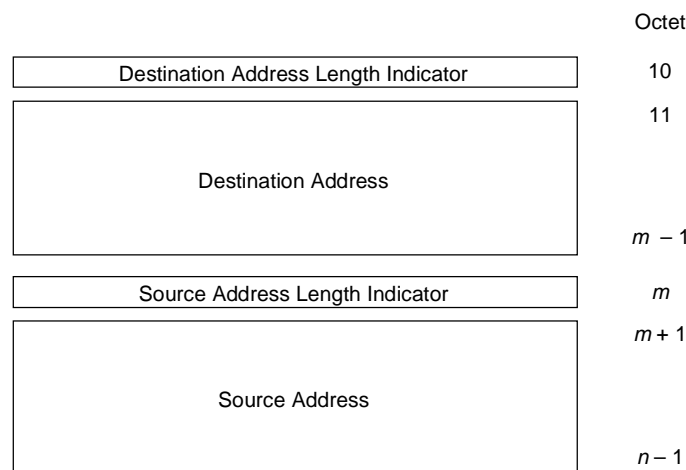 Octet
Destination Address Length Indicator 10
11
Destination Address
m – 1
Source Address Length Indicator m
m + 1
Source Address
n – 1